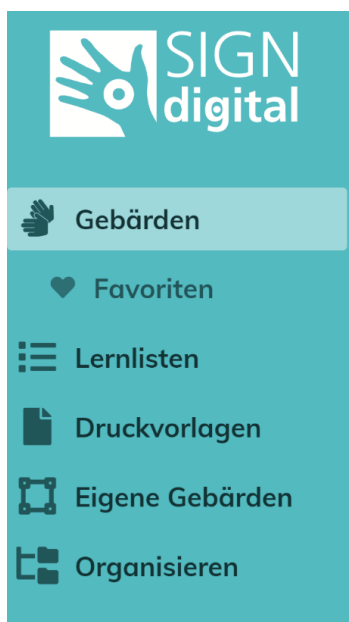 SIGN
digital
Gebärden
Favoriten
Lernlisten
Druckvorlagen
Eigene Gebärden
Organisieren